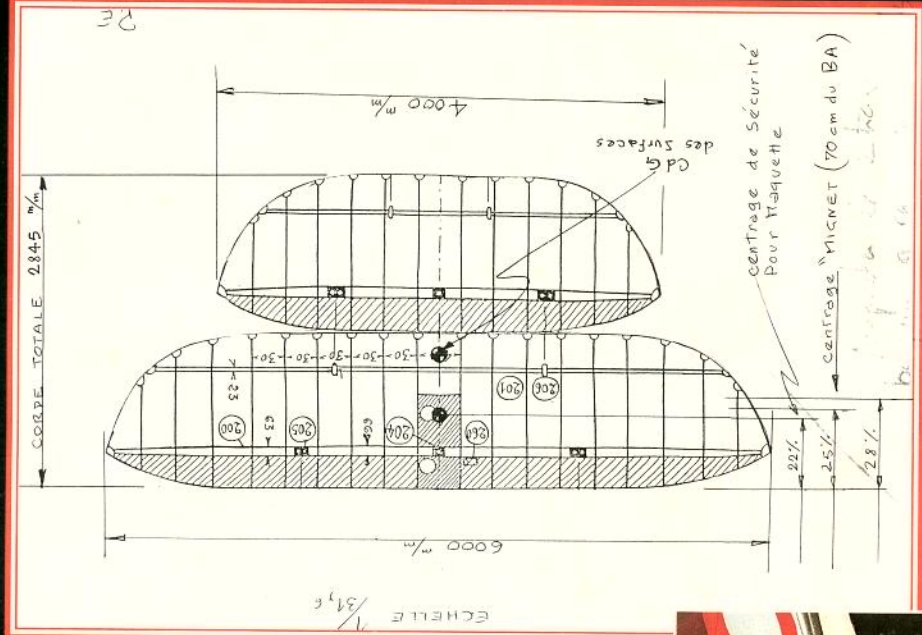 P.E
4000 m/m
CdG
des Surfaces
centrage de Sécurité
Pour Maquette
centrage "MIGNET (70 cm du BA)
CORDE TOTALE 2845 m/m
30 30 30 30 30 30
23
201
206
200
63
205
63
204
260
22%
25%
28%
6000 m/m
ECHELLE 1/31,6